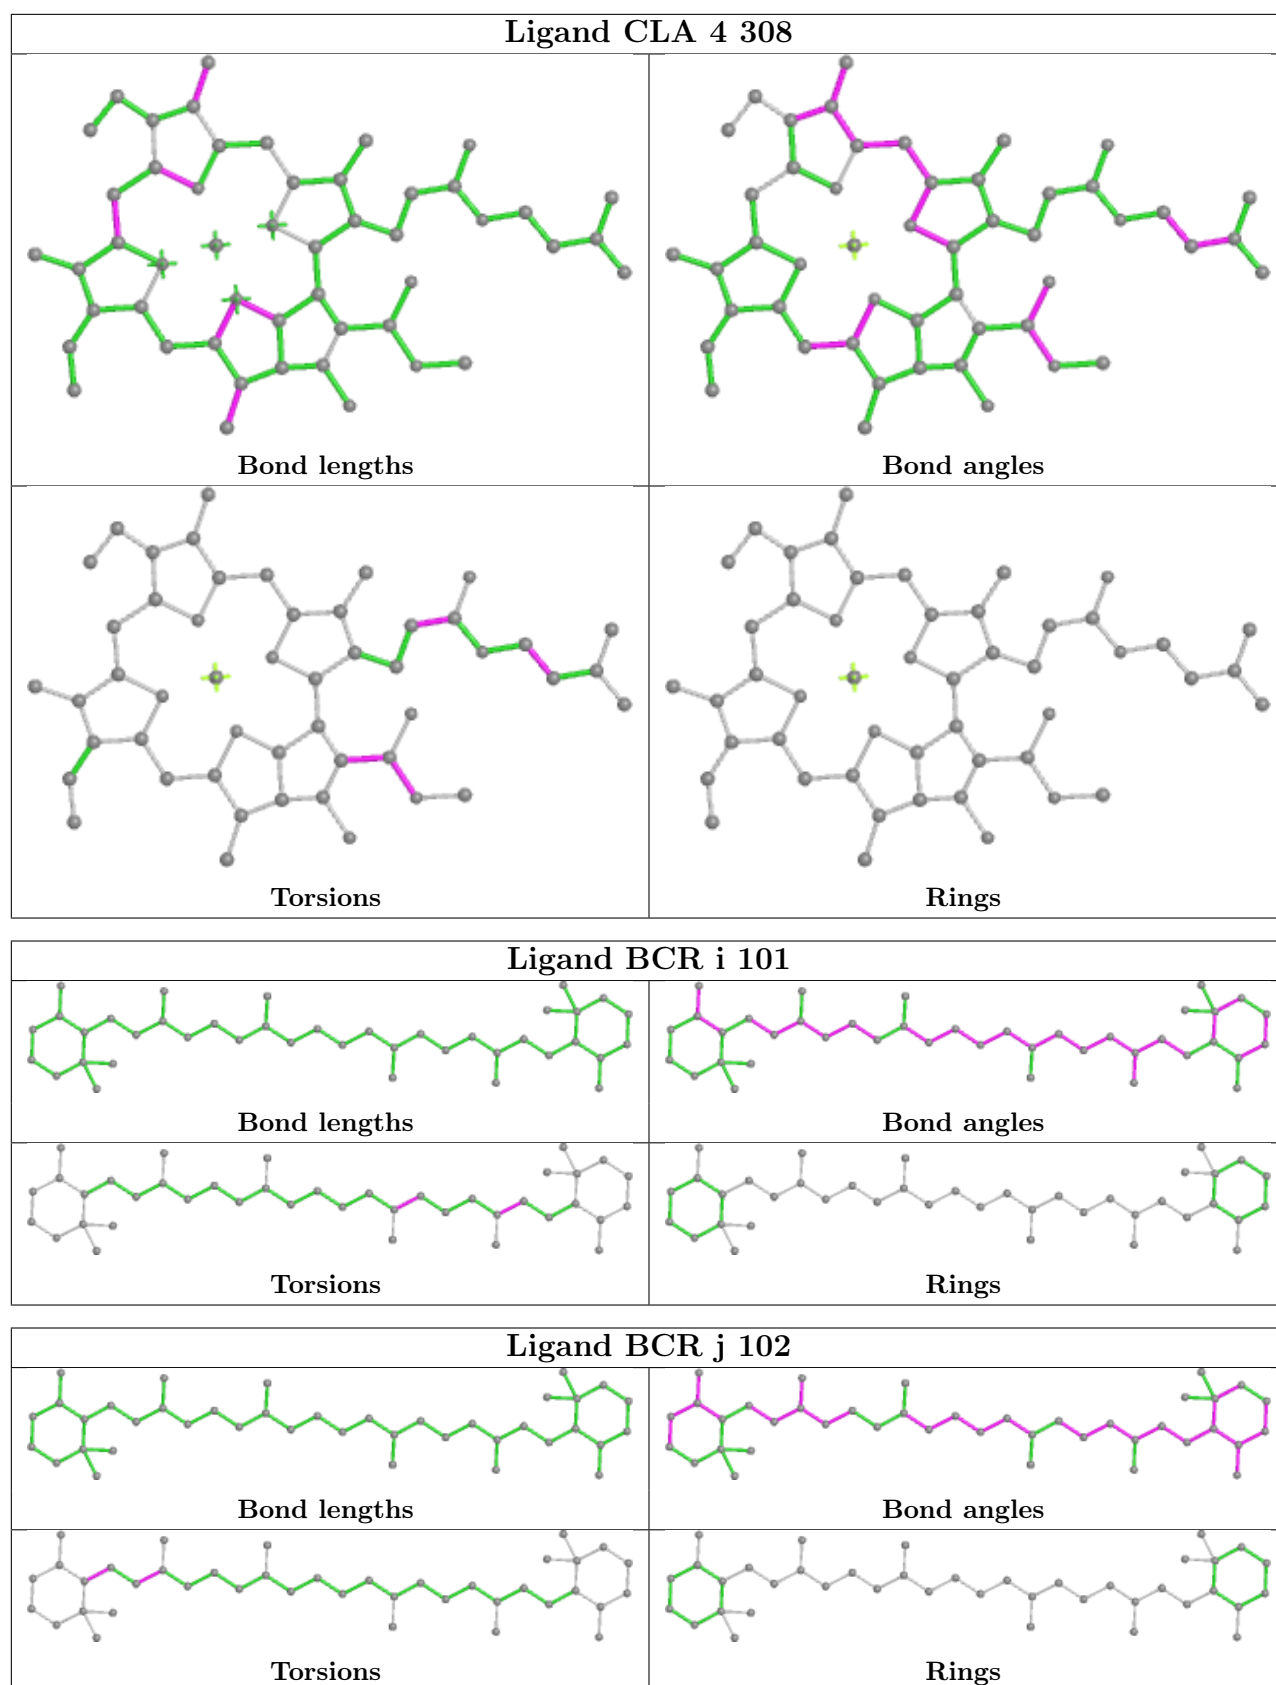 Ligand CLA 4 308
Bond lengths
Bond angles
Torsions
Rings
Ligand BCR i 101
Bond lengths
Bond angles
Torsions
Rings
Ligand BCR j 102
Bond lengths
Bond angles
Torsions
Rings